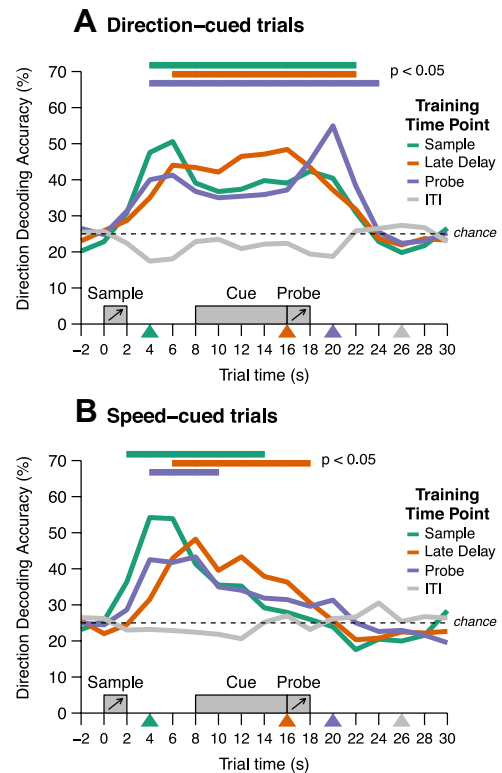 A Direction–cued trials
p < 0.05
Training
Time Point
Sample
Late Delay
Probe
ITI
chance
Direction Decoding Accuracy (%)
70
60
50
40
30
20
10
0
Sample
Cue
Probe
−2 0 2 4 6 8 10 12 14 16 18 20 22 24 26 28 30
Trial time (s)
B Speed–cued trials
p < 0.05
Training
Time Point
Sample
Late Delay
Probe
ITI
chance
Direction Decoding Accuracy (%)
70
60
50
40
30
20
10
0
Sample
Cue
Probe
−2 0 2 4 6 8 10 12 14 16 18 20 22 24 26 28 30
Trial time (s)